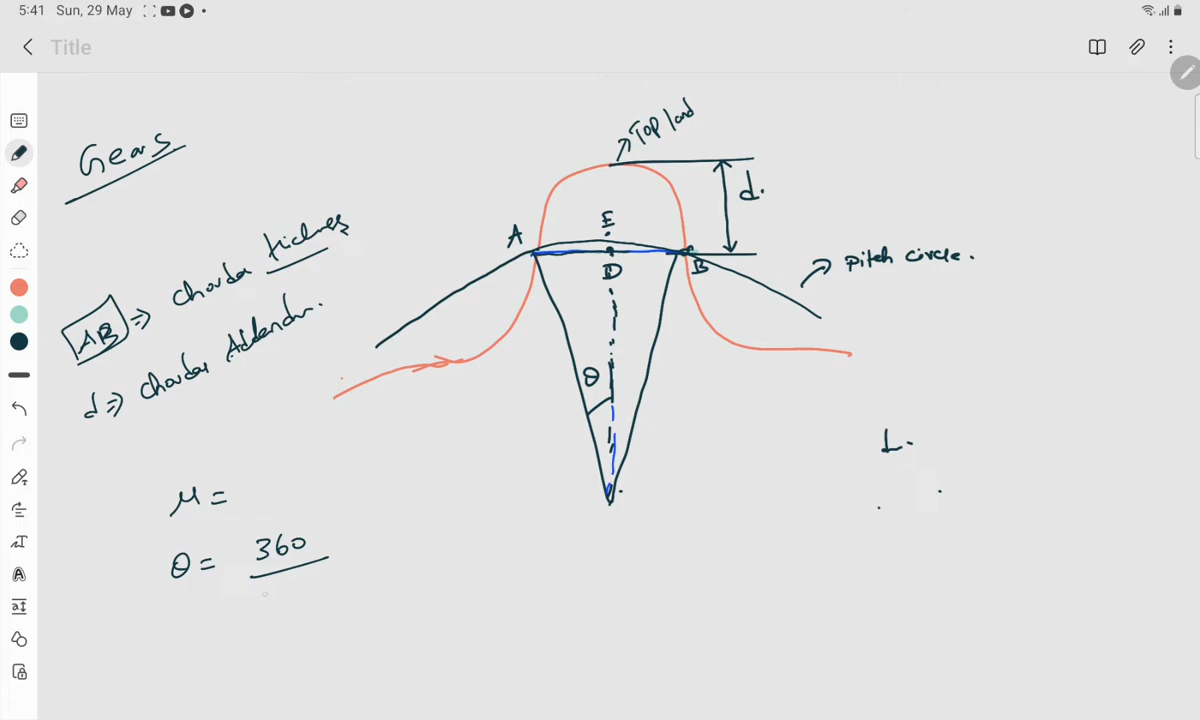 5:41 Sun, 29 May
Title
Gears
Top land
d.
E
A
D
B
Pitch circle.
AB ⇒ chordal thickness
d ⇒ chordal Addendum.
θ
L.
μ =
θ = 360